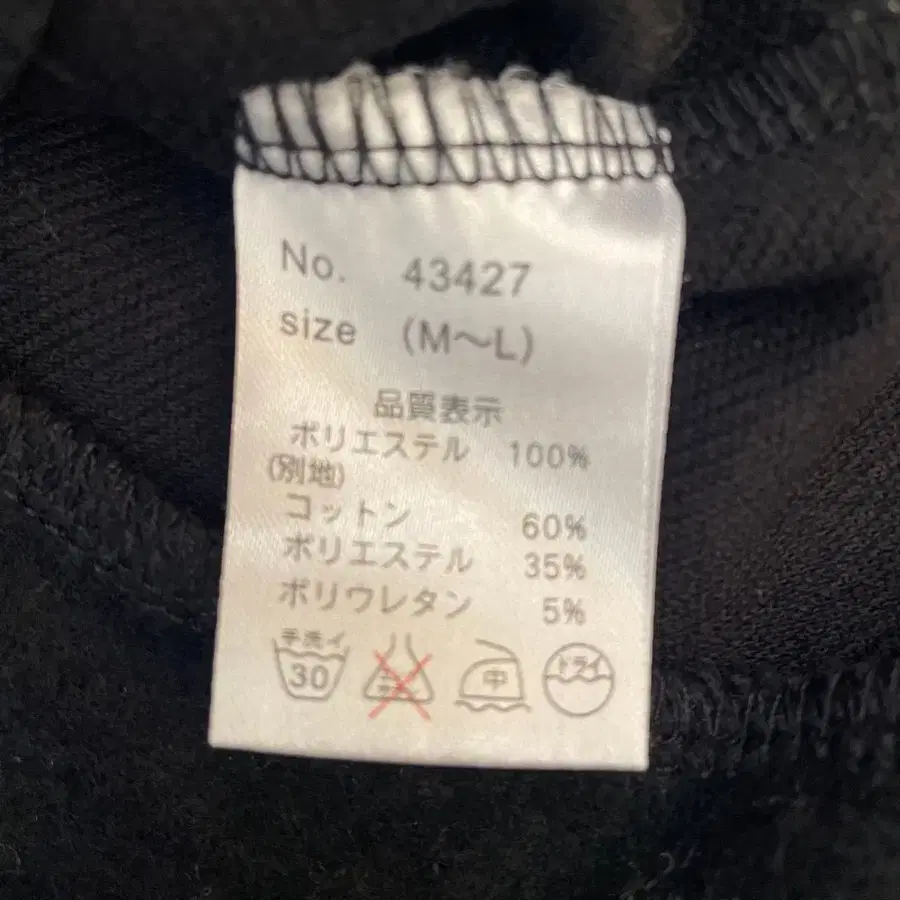 No. 43427
size (M～L)
品質表示
ポリエステル 100%
(別地)
コットン 60%
ポリエステル 35%
ポリウレタン 5%
手洗イ
30
中
ドライ